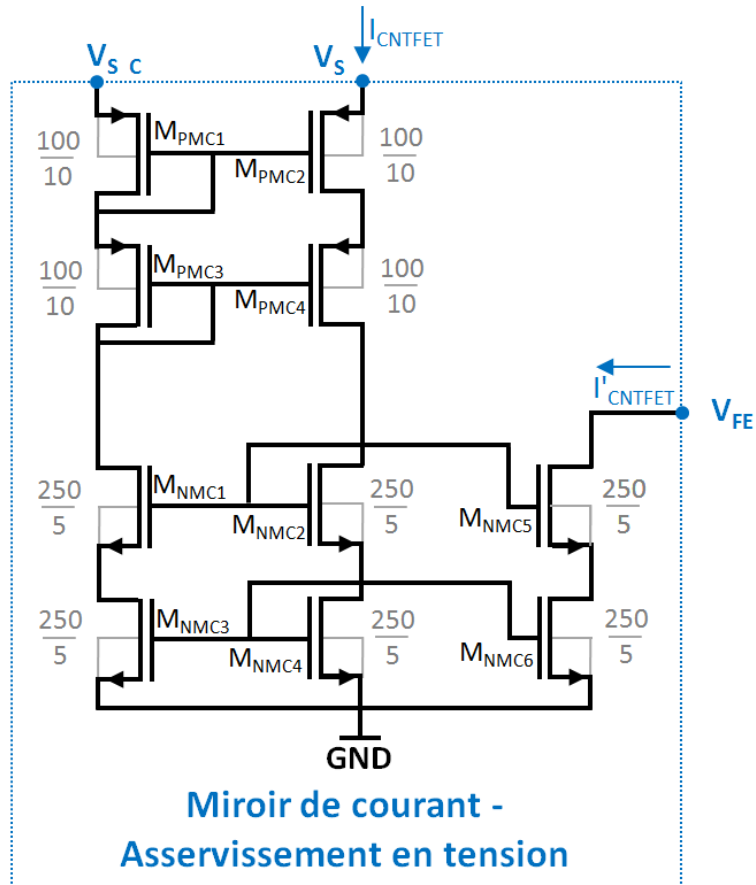 I_CNTFET
V_S C
V_S
100/10
M_PMC1
M_PMC2
100/10
100/10
M_PMC3
M_PMC4
100/10
I'_CNTFET
V_FE
250/5
M_NMC1
M_NMC2
250/5
M_NMC5
250/5
250/5
M_NMC3
M_NMC4
250/5
M_NMC6
250/5
GND
Miroir de courant -
Asservissement en tension